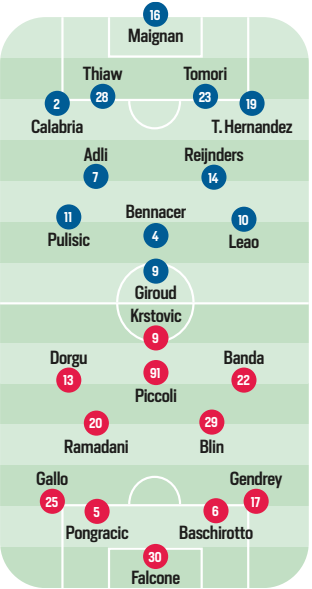 16
Maignan
Thiaw
Tomori
2
28
23
19
Calabria
T. Hernandez
Adli
Reijnders
7
14
11
Bennacer
10
Pulisic
4
Leao
9
Giroud
Krstovic
9
Dorgu
Banda
13
91
22
Piccoli
20
29
Ramadani
Blin
Gallo
Gendrey
25
5
6
17
Pongracic
Baschirotto
30
Falcone